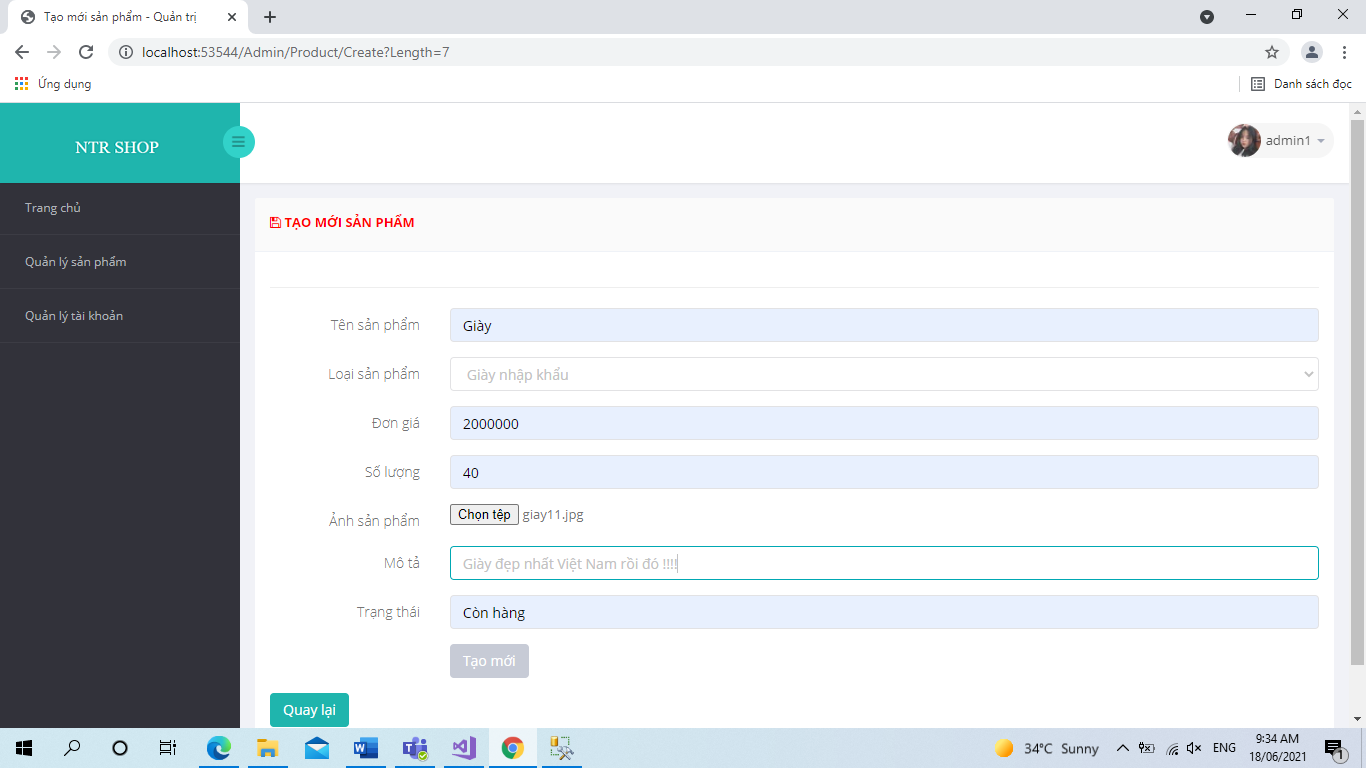 Tạo mới sản phẩm - Quản trị
localhost:53544/Admin/Product/Create?Length=7
Ứng dụng
Danh sách đọc
NTR SHOP
admin1
Trang chủ
Quản lý sản phẩm
Quản lý tài khoản
TẠO MỚI SẢN PHẨM
Tên sản phẩm Giày
Loại sản phẩm Giày nhập khẩu
Đơn giá 2000000
Số lượng 40
Ảnh sản phẩm Chọn tệp giay11.jpg
Mô tả Giày đẹp nhất Việt Nam rồi đó !!!!
Trạng thái Còn hàng
Tạo mới
Quay lại
34°C Sunny
ENG
9:34 AM
18/06/2021
1